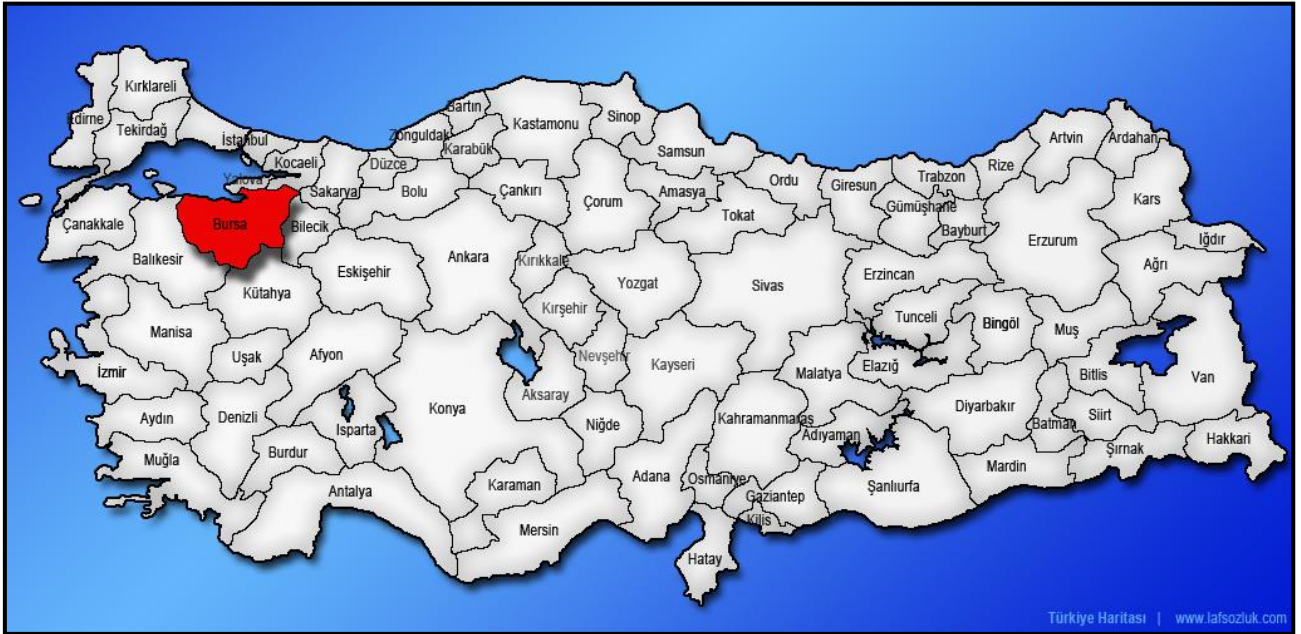 Kırklareli
Edirne
Tekirdağ
İstanbul
Kocaeli
Yalova
Sakarya
Düzce
Bolu
Zonguldak
Bartın
Karabük
Kastamonu
Sinop
Çankırı
Çorum
Samsun
Amasya
Tokat
Ordu
Giresun
Trabzon
Gümüşhane
Bayburt
Rize
Artvin
Ardahan
Kars
Iğdır
Erzurum
Ağrı
Çanakkale
Balıkesir
Bursa
Bilecik
Eskişehir
Kütahya
Ankara
Kırıkkale
Kırşehir
Yozgat
Sivas
Erzincan
Tunceli
Bingöl
Muş
Manisa
Uşak
Afyon
İzmir
Aydın
Denizli
Muğla
Burdur
Isparta
Antalya
Konya
Aksaray
Nevşehir
Kayseri
Niğde
Karaman
Mersin
Adana
Malatya
Elazığ
Kahramanmaraş
Adıyaman
Osmaniye
Gaziantep
Kilis
Hatay
Şanlıurfa
Diyarbakır
Mardin
Batman
Siirt
Bitlis
Van
Şırnak
Hakkari
Türkiye Haritası | www.lafsozluk.com